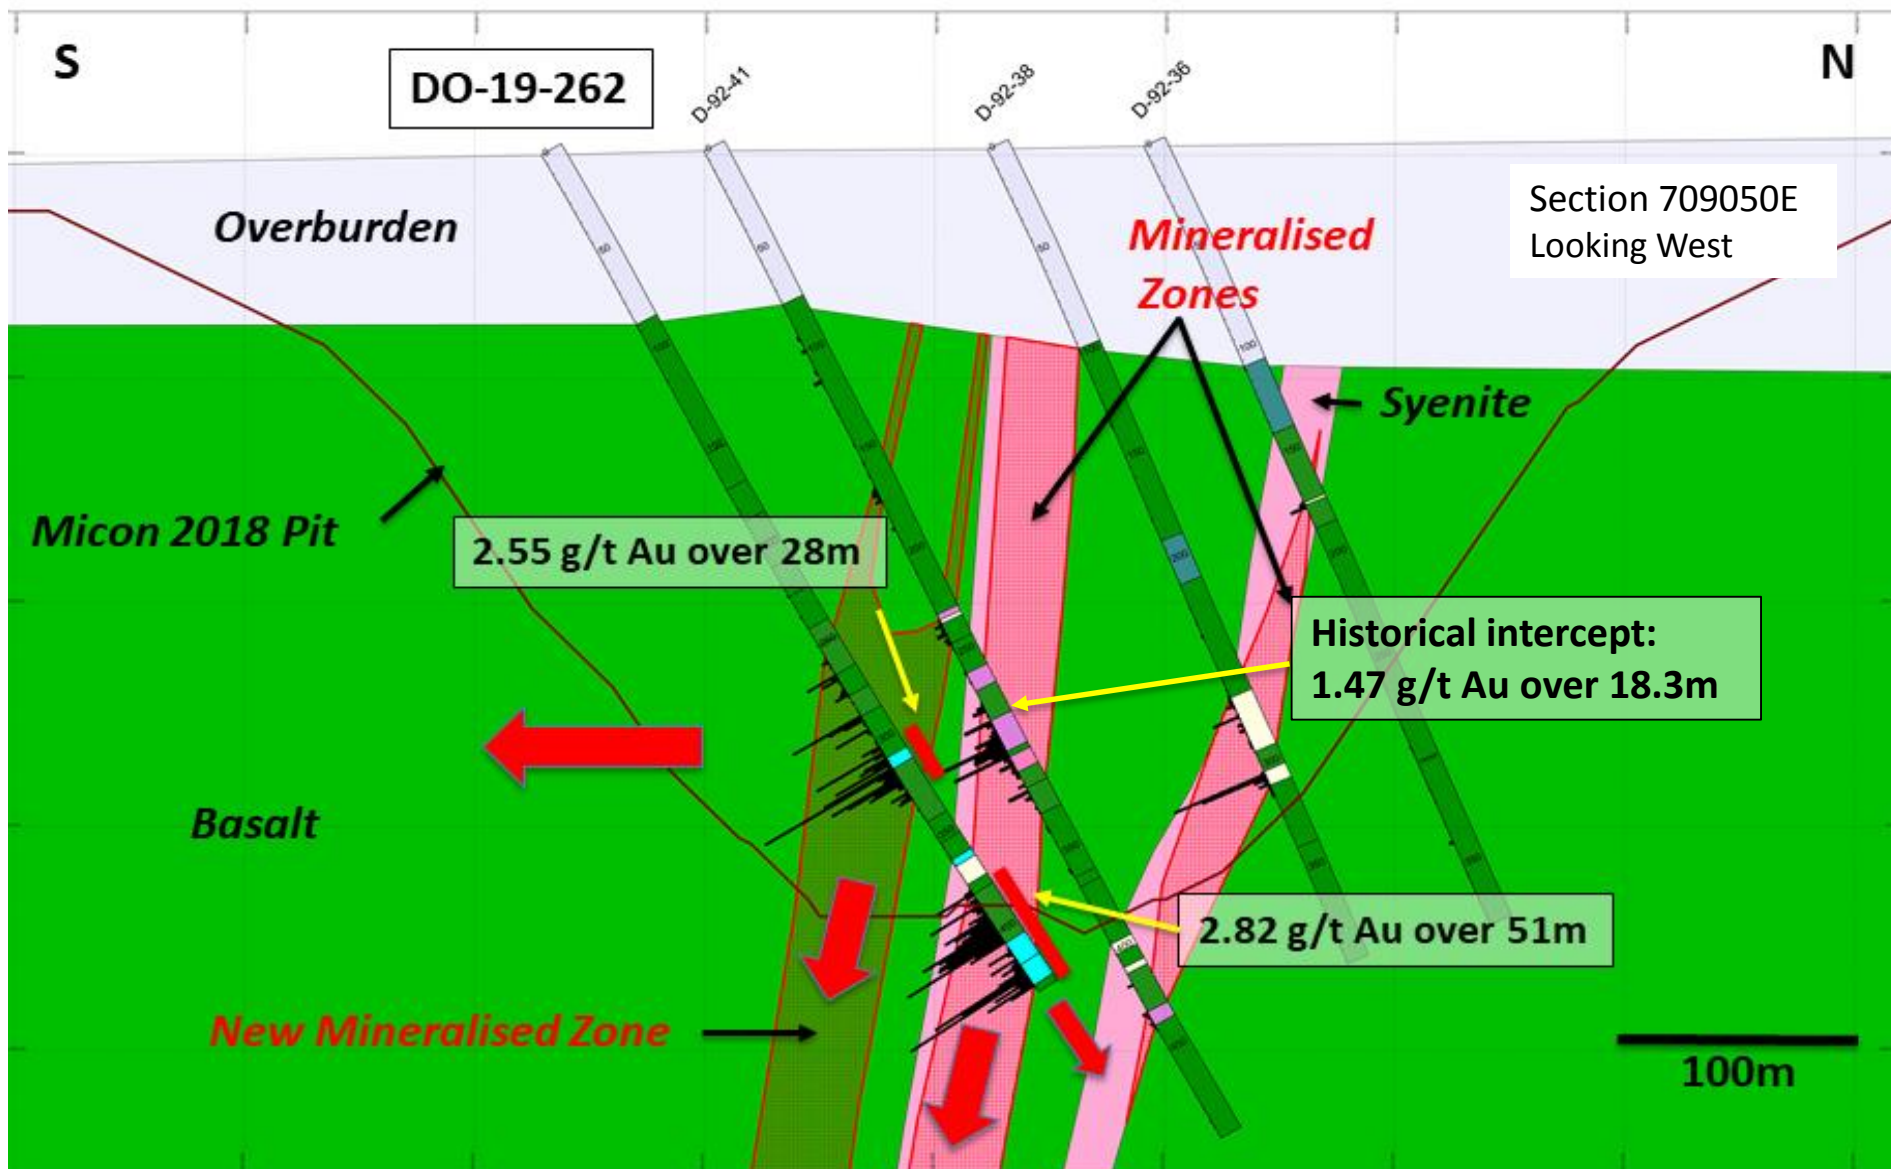 S
N
DO-19-262
D-92-41
D-92-38
D-92-36
Section 709050E
Looking West
Overburden
Mineralised
Zones
Syenite
Micon 2018 Pit
2.55 g/t Au over 28m
Historical intercept:
1.47 g/t Au over 18.3m
Basalt
2.82 g/t Au over 51m
New Mineralised Zone
100m